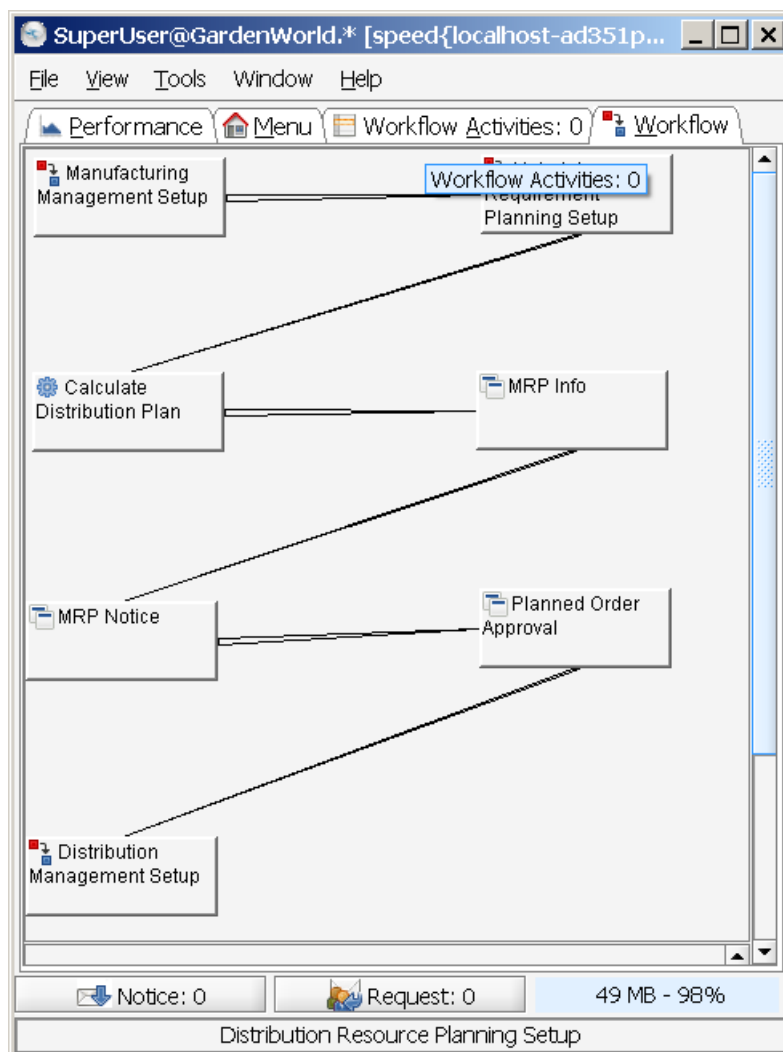 SuperUser@GardenWorld.* [speed{localhost-ad351p...
File View Tools Window Help
Performance Menu Workflow Activities: 0 Workflow
Manufacturing
Management Setup
Workflow Activities: 0
Requirement
Planning Setup
Calculate
Distribution Plan
MRP Info
MRP Notice
Planned Order
Approval
Distribution
Management Setup
Notice: 0 Request: 0 49 MB - 98%
Distribution Resource Planning Setup